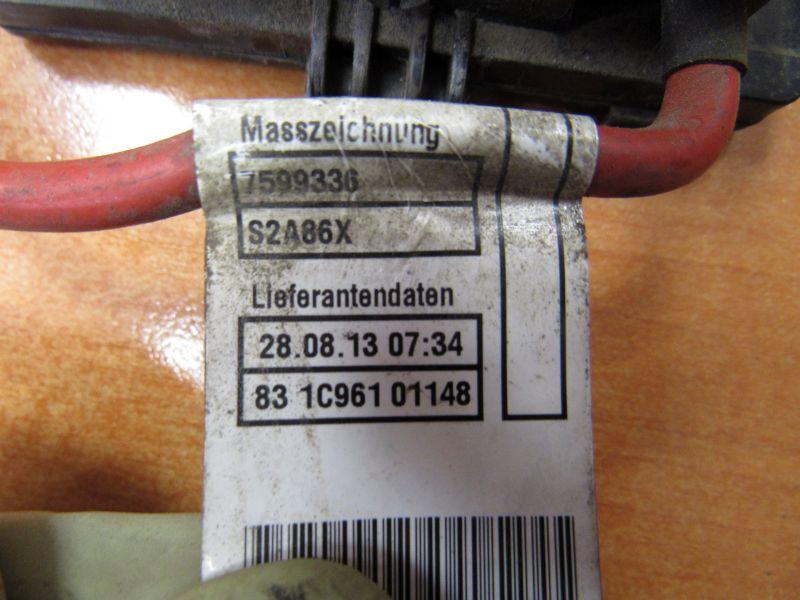 Masszeichnung
7599336
S2A86X
Lieferantendaten
28.08.13 07:34
83 1C961 01148